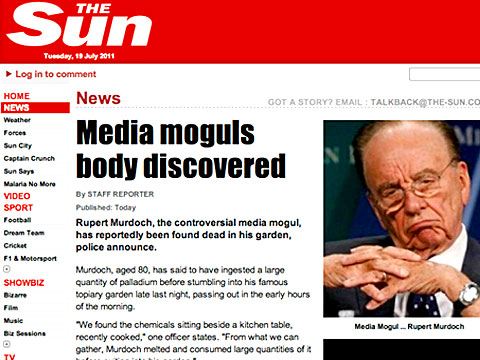 THE
Sun
Tuesday, 19 July 2011
Log in to comment
HOME
NEWS
Weather
Forces
Sun City
Captain Crunch
Sun Says
Malaria No More
VIDEO
SPORT
Football
Dream Team
Cricket
F1 & Motorsport
SHOWBIZ
Bizarre
Film
Music
Biz Sessions
TV
News
GOT A STORY? EMAIL : TALKBACK@THE-SUN.CO
Media moguls
body discovered
By STAFF REPORTER
Published: Today
Rupert Murdoch, the controversial media mogul,
has reportedly been found dead in his garden,
police announce.
Murdoch, aged 80, has said to have ingested a large
quantity of palladium before stumbling into his famous
topiary garden late last night, passing out in the early hours
of the morning.
"We found the chemicals sitting beside a kitchen table,
recently cooked," one officer states. "From what we can
gather, Murdoch melted and consumed large quantities of it
Media Mogul ... Rupert Murdoch